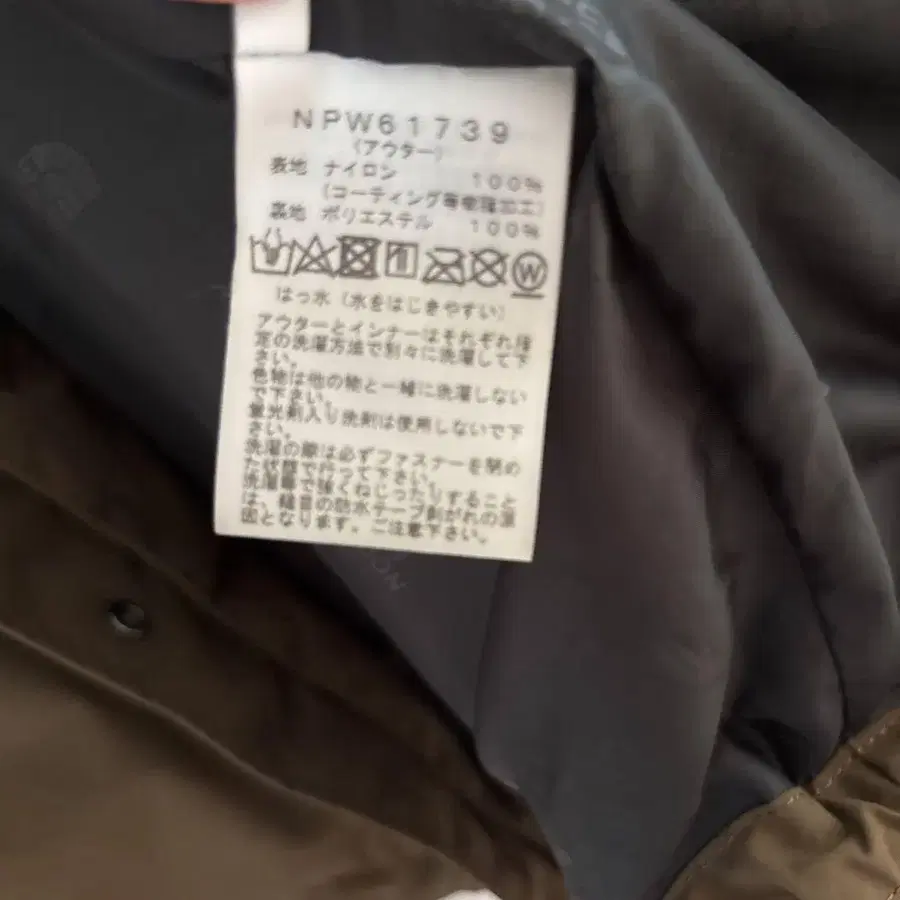 NPW61739
(アウター)
表地 ナイロン 100%
(コーティング等樹脂加工)
裏地 ポリエステル 100%
W
はっ水(水をはじきやすい)
アウターとインナーはそれぞれ指
定の洗濯方法で別々に洗濯して下
さい。
色物は他の物と一緒に洗濯しない
で下さい。
蛍光剤入り洗剤は使用しないで下
さい。
洗濯の際は必ずファスナーを閉め
た状態で行って下さい。
洗濯等で強くねじったりすること
は、縫目の防水テープ剥がれの原
因となります。ご注意下さい。